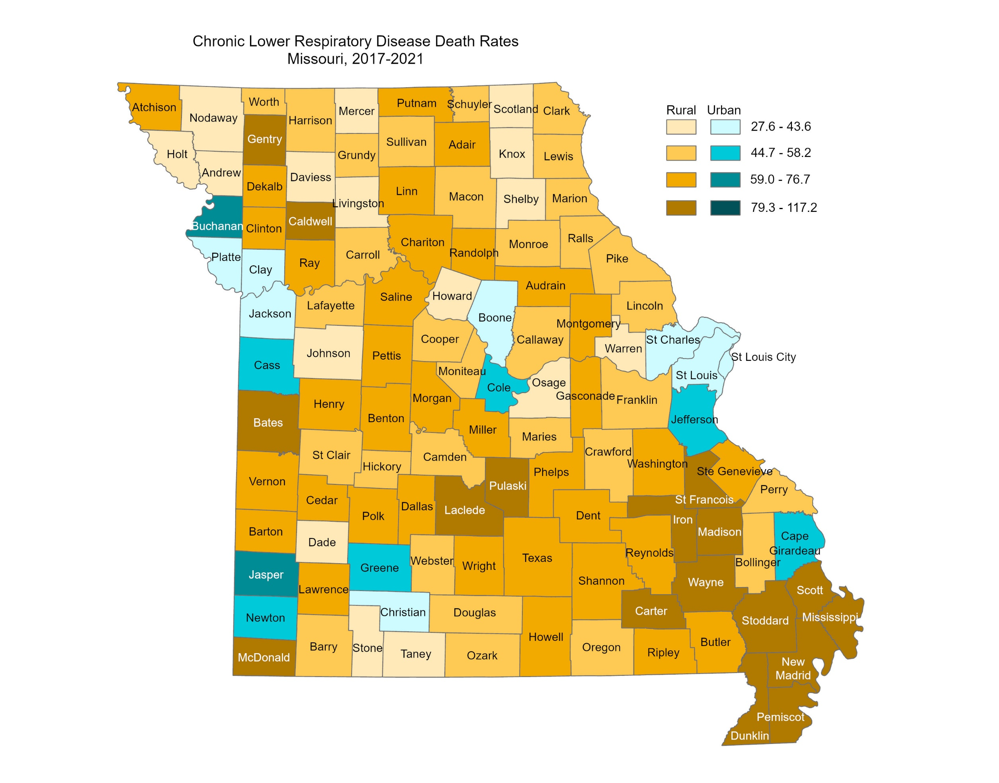 Chronic Lower Respiratory Disease Death Rates
Missouri, 2017-2021
Rural Urban
27.6 - 43.6
44.7 - 58.2
59.0 - 76.7
79.3 - 117.2
Atchison
Nodaway
Worth
Harrison
Mercer
Putnam
Schuyler
Scotland
Clark
Gentry
Holt
Andrew
Dekalb
Daviess
Grundy
Sullivan
Adair
Knox
Lewis
Livingston
Linn
Macon
Shelby
Marion
Buchanan
Clinton
Caldwell
Chariton
Randolph
Monroe
Ralls
Pike
Platte
Clay
Ray
Carroll
Audrain
Jackson
Lafayette
Saline
Howard
Boone
Callaway
Montgomery
Lincoln
Warren
St Charles
St Louis City
St Louis
Cass
Johnson
Pettis
Cooper
Moniteau
Cole
Osage
Gasconade
Franklin
Jefferson
Bates
Henry
Benton
Morgan
Miller
Maries
St Clair
Hickory
Camden
Pulaski
Phelps
Crawford
Washington
Ste Genevieve
Perry
St Francois
Vernon
Cedar
Polk
Dallas
Laclede
Dent
Iron
Madison
Barton
Dade
Greene
Webster
Wright
Texas
Shannon
Reynolds
Wayne
Bollinger
Cape
Girardeau
Jasper
Lawrence
Christian
Douglas
Howell
Carter
Stoddard
Scott
Mississippi
Newton
McDonald
Barry
Stone
Taney
Ozark
Oregon
Ripley
Butler
New
Madrid
Pemiscot
Dunklin